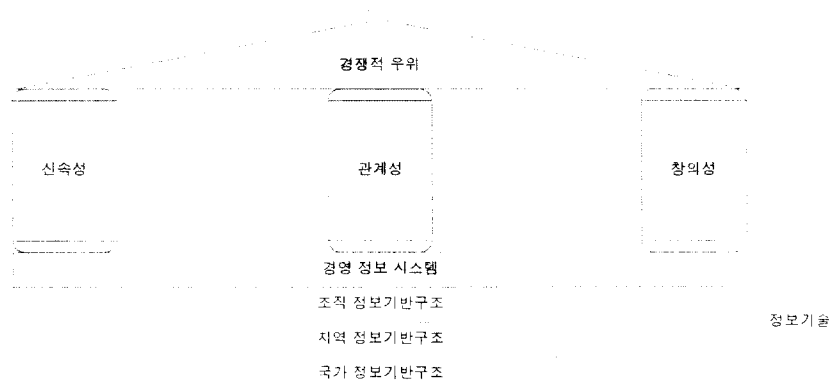 경쟁적 우위
신속성
관계성
창의성
경영 정보 시스템
조직 정보기반구조
정보기술
지역 정보기반구조
국가 정보기반구조